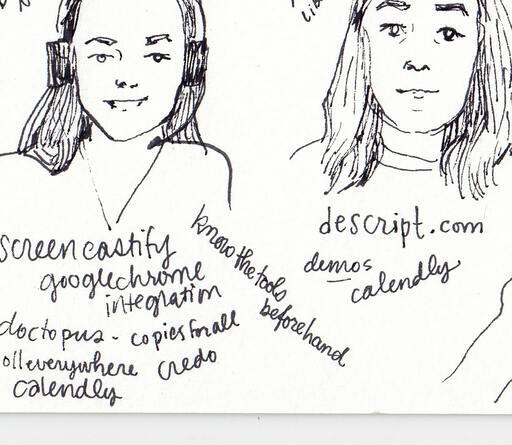 screencastify
googlechrome
integration
doctopus - copies for all
olleverywhere credo
calendly
know the tools
beforehand
descript.com
demos
calendly